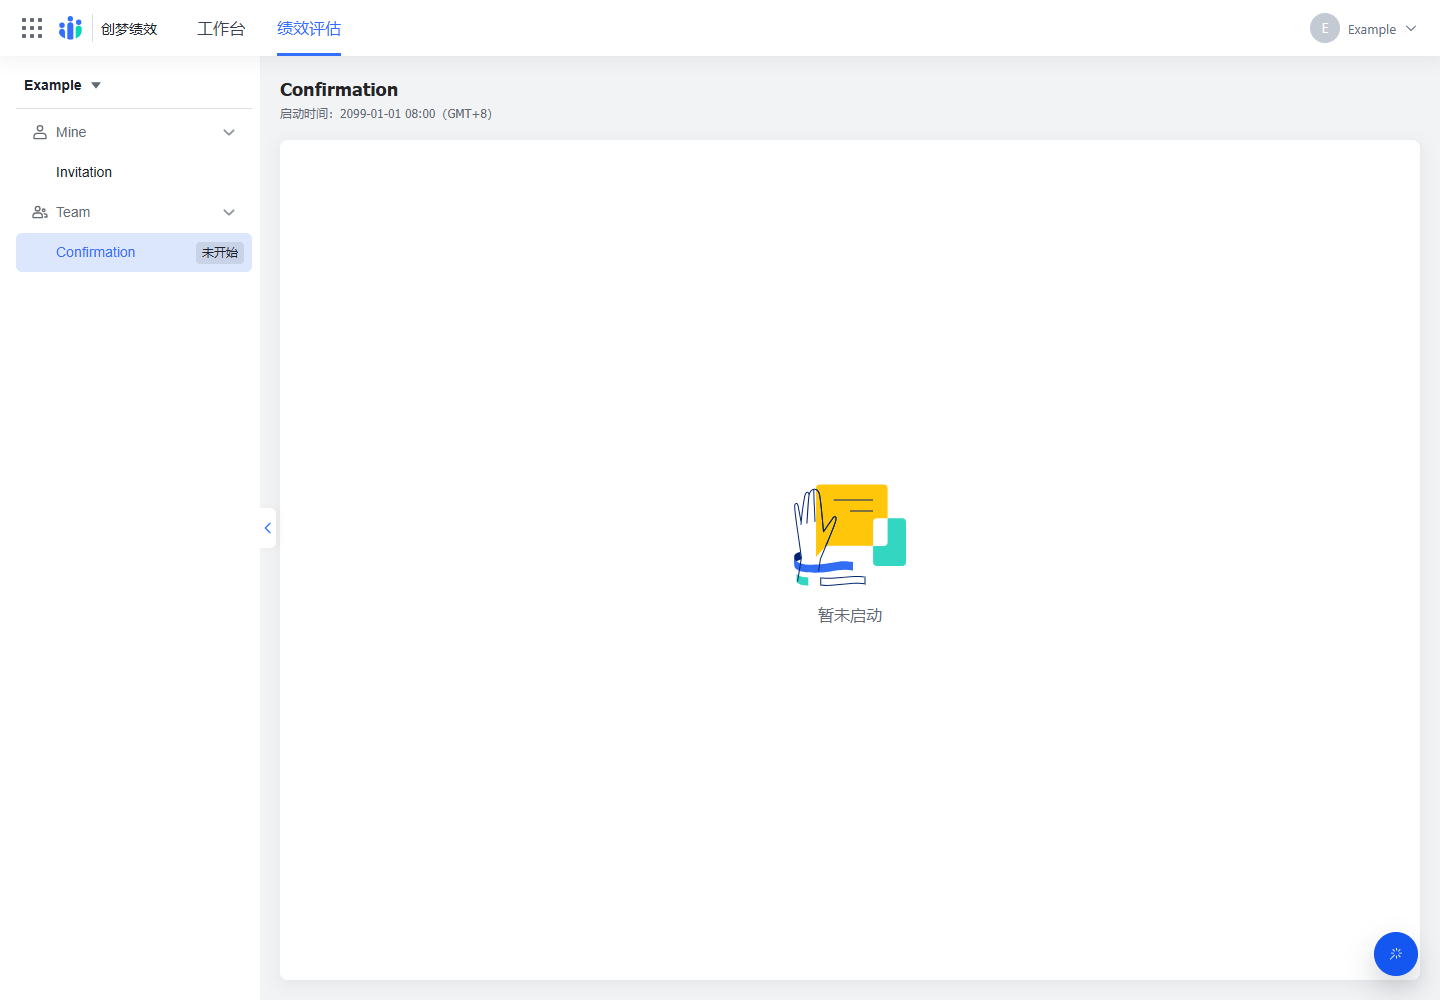 创梦绩效
工作台
绩效评估
E
Example
Example
Mine
Invitation
Team
Confirmation
未开始
Confirmation
启动时间：2099-01-01 08:00（GMT+8）
暂未启动